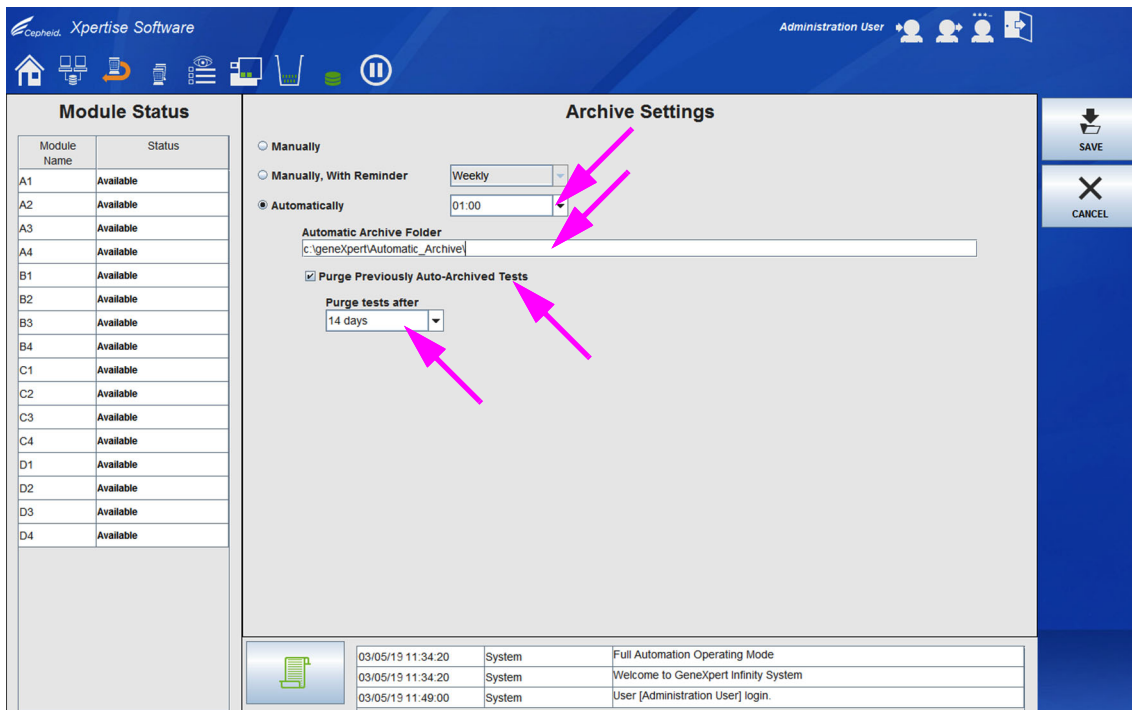 Cepheid. Xpertise Software
Administration User
Module Status
Archive Settings
Module Name
Status
A1 Available
A2 Available
A3 Available
A4 Available
B1 Available
B2 Available
B3 Available
B4 Available
C1 Available
C2 Available
C3 Available
C4 Available
D1 Available
D2 Available
D3 Available
D4 Available
Manually
Manually, With Reminder Weekly
Automatically 01:00
Automatic Archive Folder
c:\geneXpert\Automatic_Archive\
Purge Previously Auto-Archived Tests
Purge tests after
14 days
SAVE
CANCEL
03/05/19 11:34:20 System Full Automation Operating Mode
03/05/19 11:34:20 System Welcome to GeneXpert Infinity System
03/05/19 11:49:00 System User [Administration User] login.